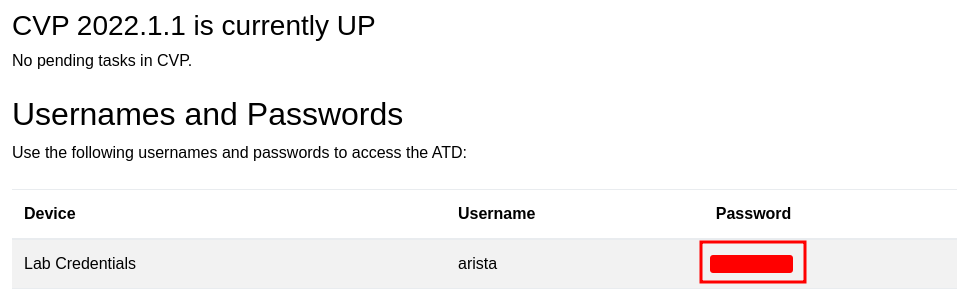 CVP 2022.1.1 is currently UP
No pending tasks in CVP.
Usernames and Passwords
Use the following usernames and passwords to access the ATD:
Device Username Password
Lab Credentials arista